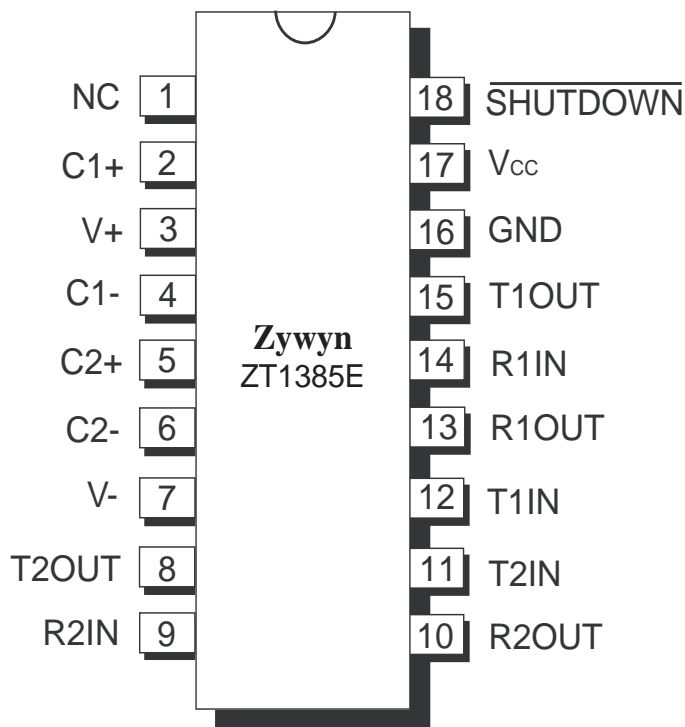 NC 1
C1+ 2
V+ 3
C1- 4
C2+ 5
C2- 6
V- 7
T2OUT 8
R2IN 9
Zywyn
ZT1385E
18 SHUTDOWN
17 Vcc
16 GND
15 T1OUT
14 R1IN
13 R1OUT
12 T1IN
11 T2IN
10 R2OUT